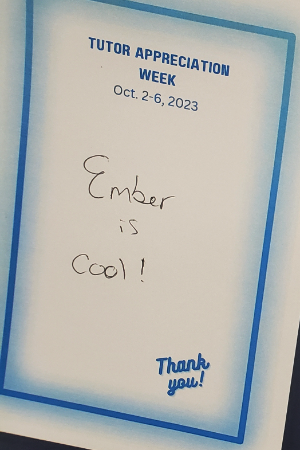 TUTOR APPRECIATION
WEEK
Oct. 2-6, 2023
Ember
is
Cool!
Thank
you!